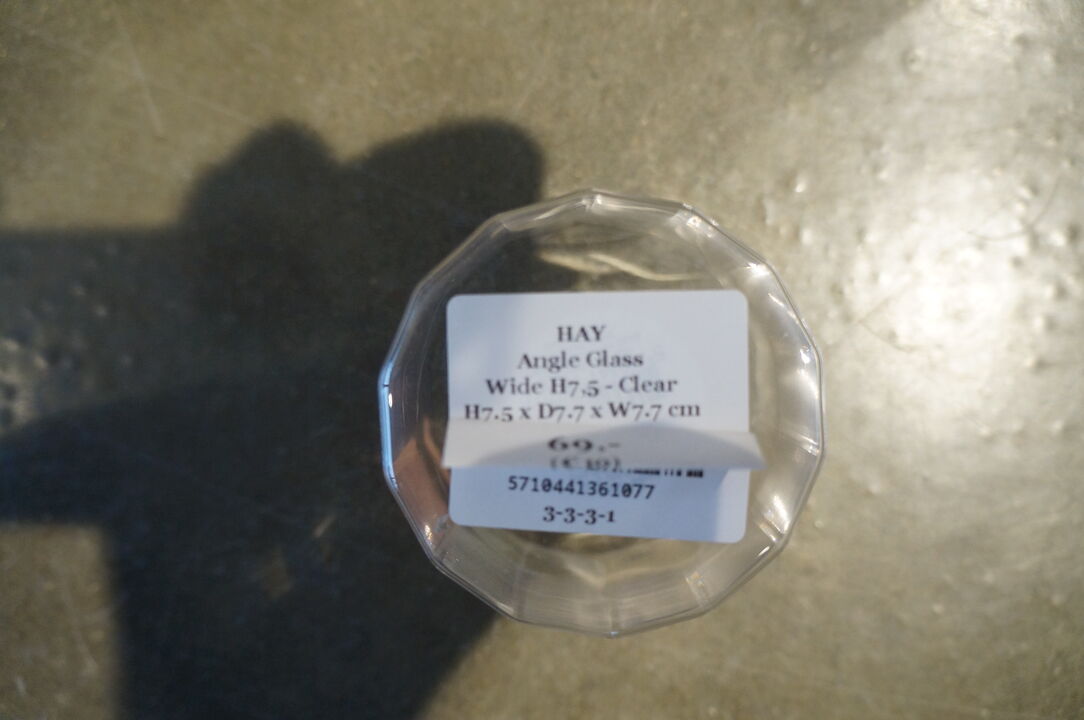 HAY
Angle Glass
Wide H7,5 - Clear
H7.5 x D7.7 x W7.7 cm
69.-
5710441361077
3-3-3-1